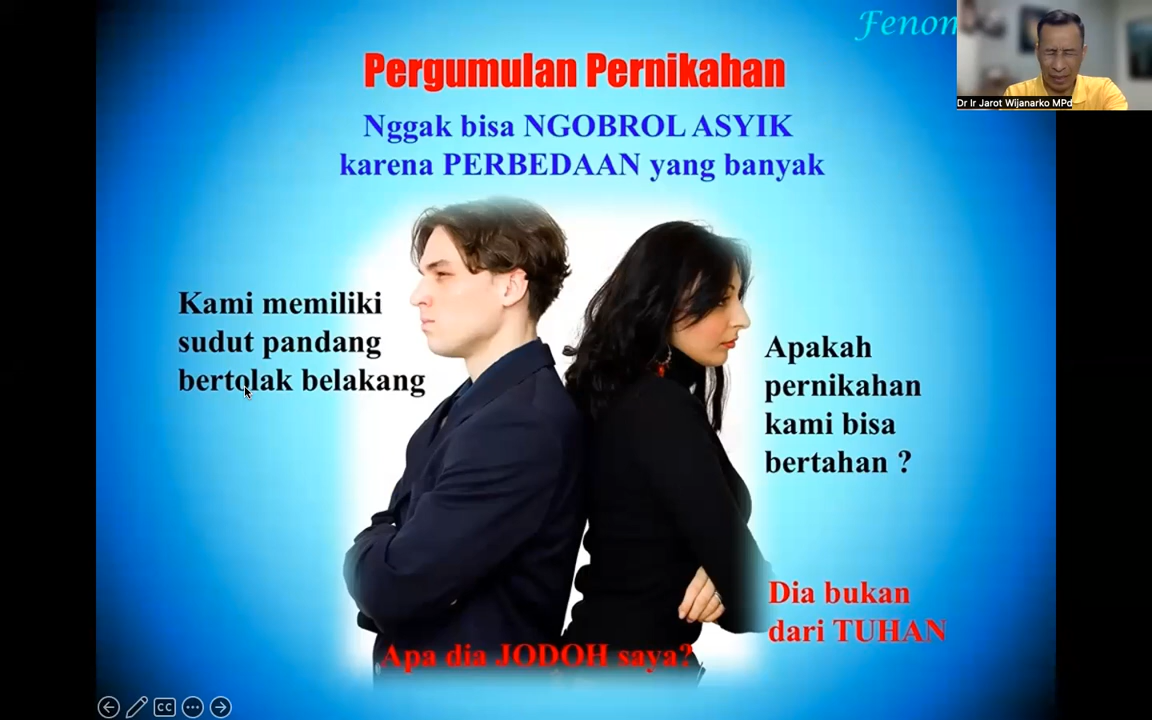 Fenom
Pergumulan Pernikahan
Nggak bisa NGOBROL ASYIK
karena PERBEDAAN yang banyak
Kami memiliki
sudut pandang
bertolak belakang
Apakah
pernikahan
kami bisa
bertahan ?
Dia bukan
dari TUHAN
Apa dia JODOH saya?
Dr Ir Jarot Wijanarko MPd
CC